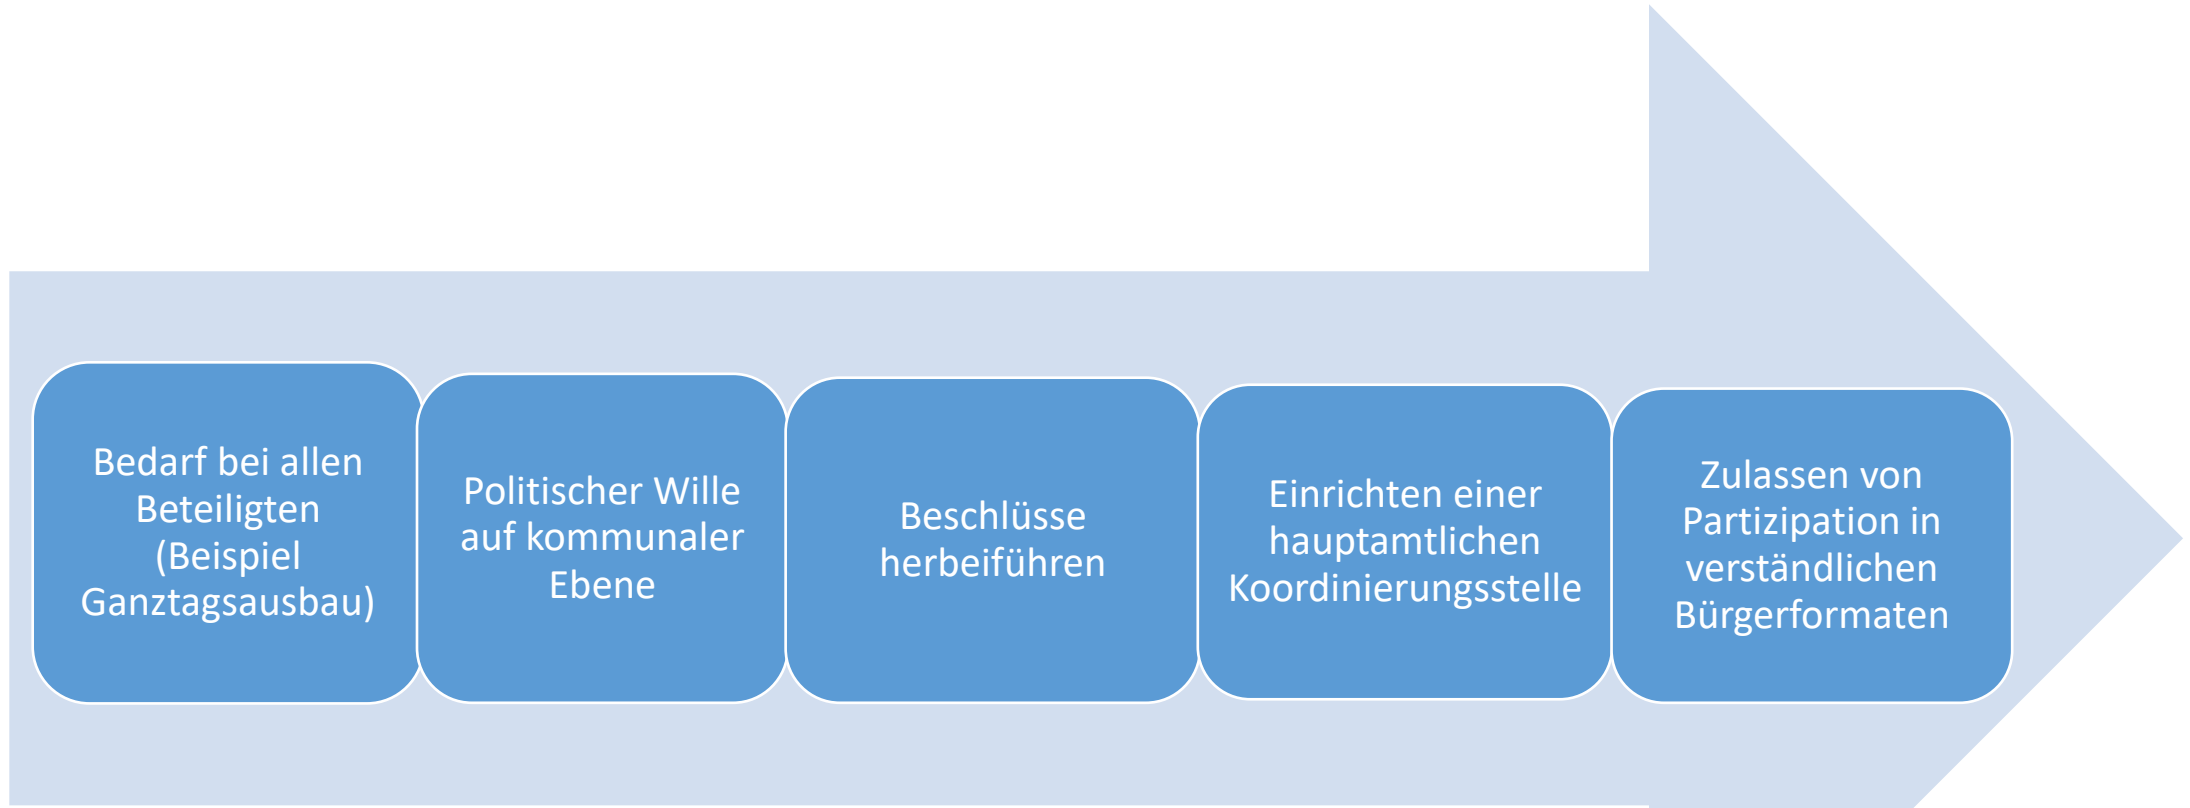 Bedarf bei allen
Beteiligten
(Beispiel
Ganztagsausbau)
Politischer Wille
auf kommunaler
Ebene
Beschlüsse
herbeiführen
Einrichten einer
hauptamtlichen
Koordinierungsstelle
Zulassen von
Partizipation in
verständlichen
Bürgerformaten